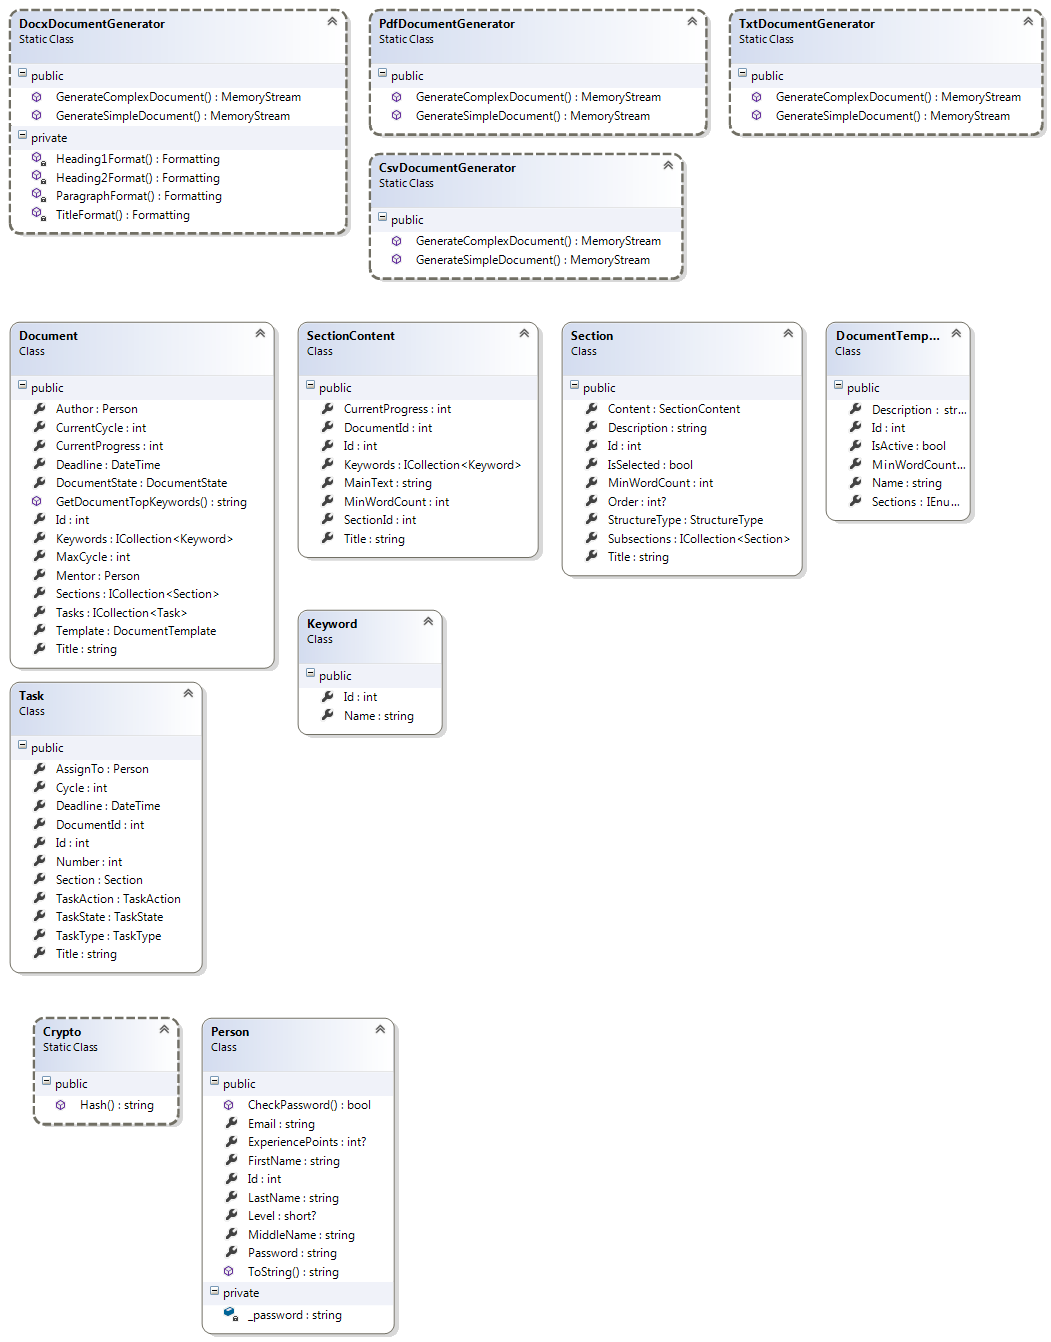 DocxDocumentGenerator
Static Class
public
GenerateComplexDocument() : MemoryStream
GenerateSimpleDocument() : MemoryStream
private
Heading1Format() : Formatting
Heading2Format() : Formatting
ParagraphFormat() : Formatting
TitleFormat() : Formatting
PdfDocumentGenerator
Static Class
public
GenerateComplexDocument() : MemoryStream
GenerateSimpleDocument() : MemoryStream
TxtDocumentGenerator
Static Class
public
GenerateComplexDocument() : MemoryStream
GenerateSimpleDocument() : MemoryStream
CsvDocumentGenerator
Static Class
public
GenerateComplexDocument() : MemoryStream
GenerateSimpleDocument() : MemoryStream
Document
Class
public
Author : Person
CurrentCycle : int
CurrentProgress : int
Deadline : DateTime
DocumentState : DocumentState
GetDocumentTopKeywords() : string
Id : int
Keywords : ICollection<Keyword>
MaxCycle : int
Mentor : Person
Sections : ICollection<Section>
Tasks : ICollection<Task>
Template : DocumentTemplate
Title : string
SectionContent
Class
public
CurrentProgress : int
DocumentId : int
Id : int
Keywords : ICollection<Keyword>
MainText : string
MinWordCount : int
SectionId : int
Title : string
Section
Class
public
Content : SectionContent
Description : string
Id : int
IsSelected : bool
MinWordCount : int
Order : int?
StructureType : StructureType
Subsections : ICollection<Section>
Title : string
DocumentTemp...
Class
public
Description : str...
Id : int
IsActive : bool
MinWordCount...
Name : string
Sections : IEnu...
Keyword
Class
public
Id : int
Name : string
Task
Class
public
AssignTo : Person
Cycle : int
Deadline : DateTime
DocumentId : int
Id : int
Number : int
Section : Section
TaskAction : TaskAction
TaskState : TaskState
TaskType : TaskType
Title : string
Crypto
Static Class
public
Hash() : string
Person
Class
public
CheckPassword() : bool
Email : string
ExperiencePoints : int?
FirstName : string
Id : int
LastName : string
Level : short?
MiddleName : string
Password : string
ToString() : string
private
_password : string